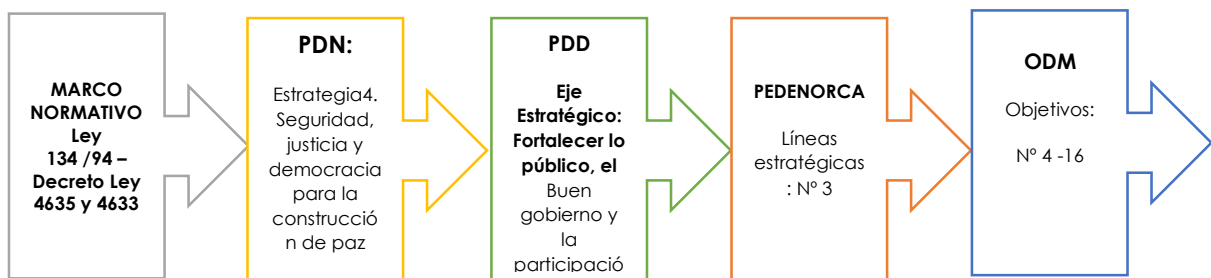 MARCO
NORMATIVO
Ley
134 /94 –
Decreto Ley
4635 y 4633
PDN:
Estrategia4.
Seguridad,
justicia y
democracia
para la
construcció
n de paz
PDD
Eje
Estratégico:
Fortalecer lo
público, el
Buen
gobierno y
la
participació
PEDENORCA
Líneas
estratégicas
: Nº 3
ODM
Objetivos:
Nº 4 -16